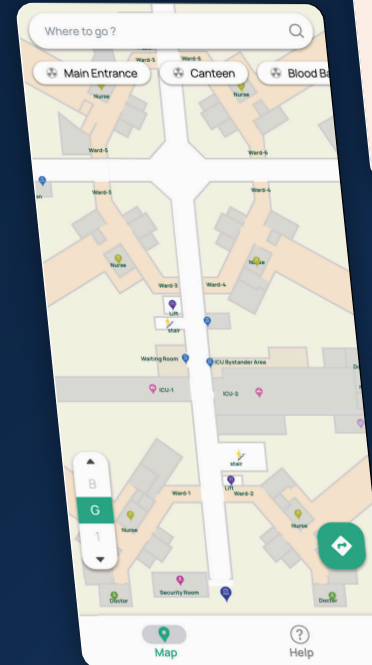 Where to go ?
Main Entrance
Canteen
Blood Ba
Ward-5
Ward-6
Nurse
Nurse
Ward-5
Ward-6
Ward-3
Ward-4
Nurse
Nurse
Ward-3
Ward-4
Lift
stair
Waiting Room
ICU Bystander Area
ICU-1
ICU-2
stair
Lift
Ward-1
Ward-2
B
G
1
Nurse
Nurse
Doctor
Security Room
Doctor
Map
Help